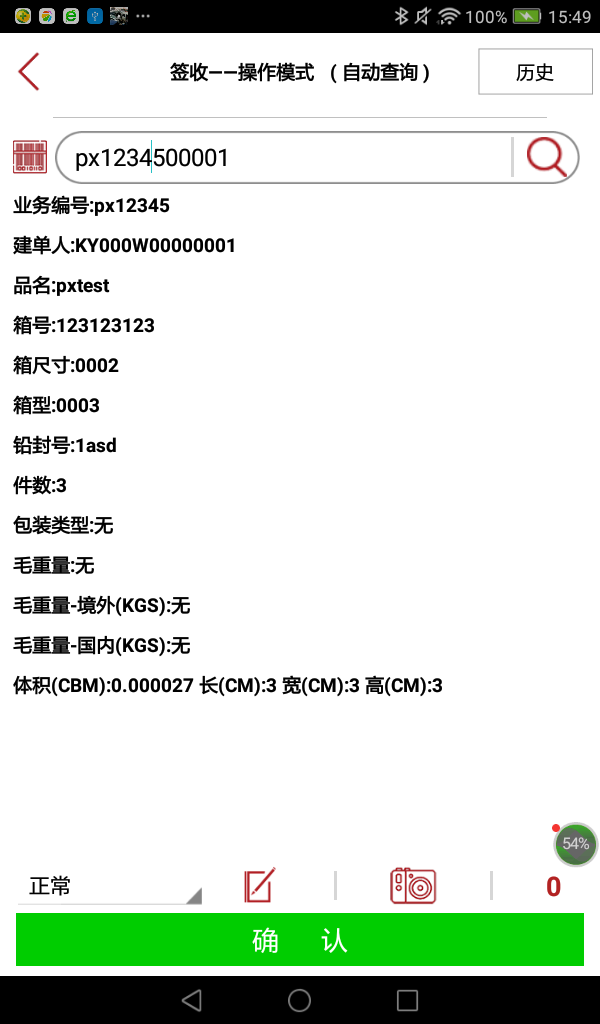 100% 15:49
签收——操作模式 （自动查询） 历史
px1234500001
业务编号:px12345
建单人:KY000W00000001
品名:pxtest
箱号:123123123
箱尺寸:0002
箱型:0003
铅封号:1asd
件数:3
包装类型:无
毛重量:无
毛重量-境外(KGS):无
毛重量-国内(KGS):无
体积(CBM):0.000027 长(CM):3 宽(CM):3 高(CM):3
54%
正常 0
确 认